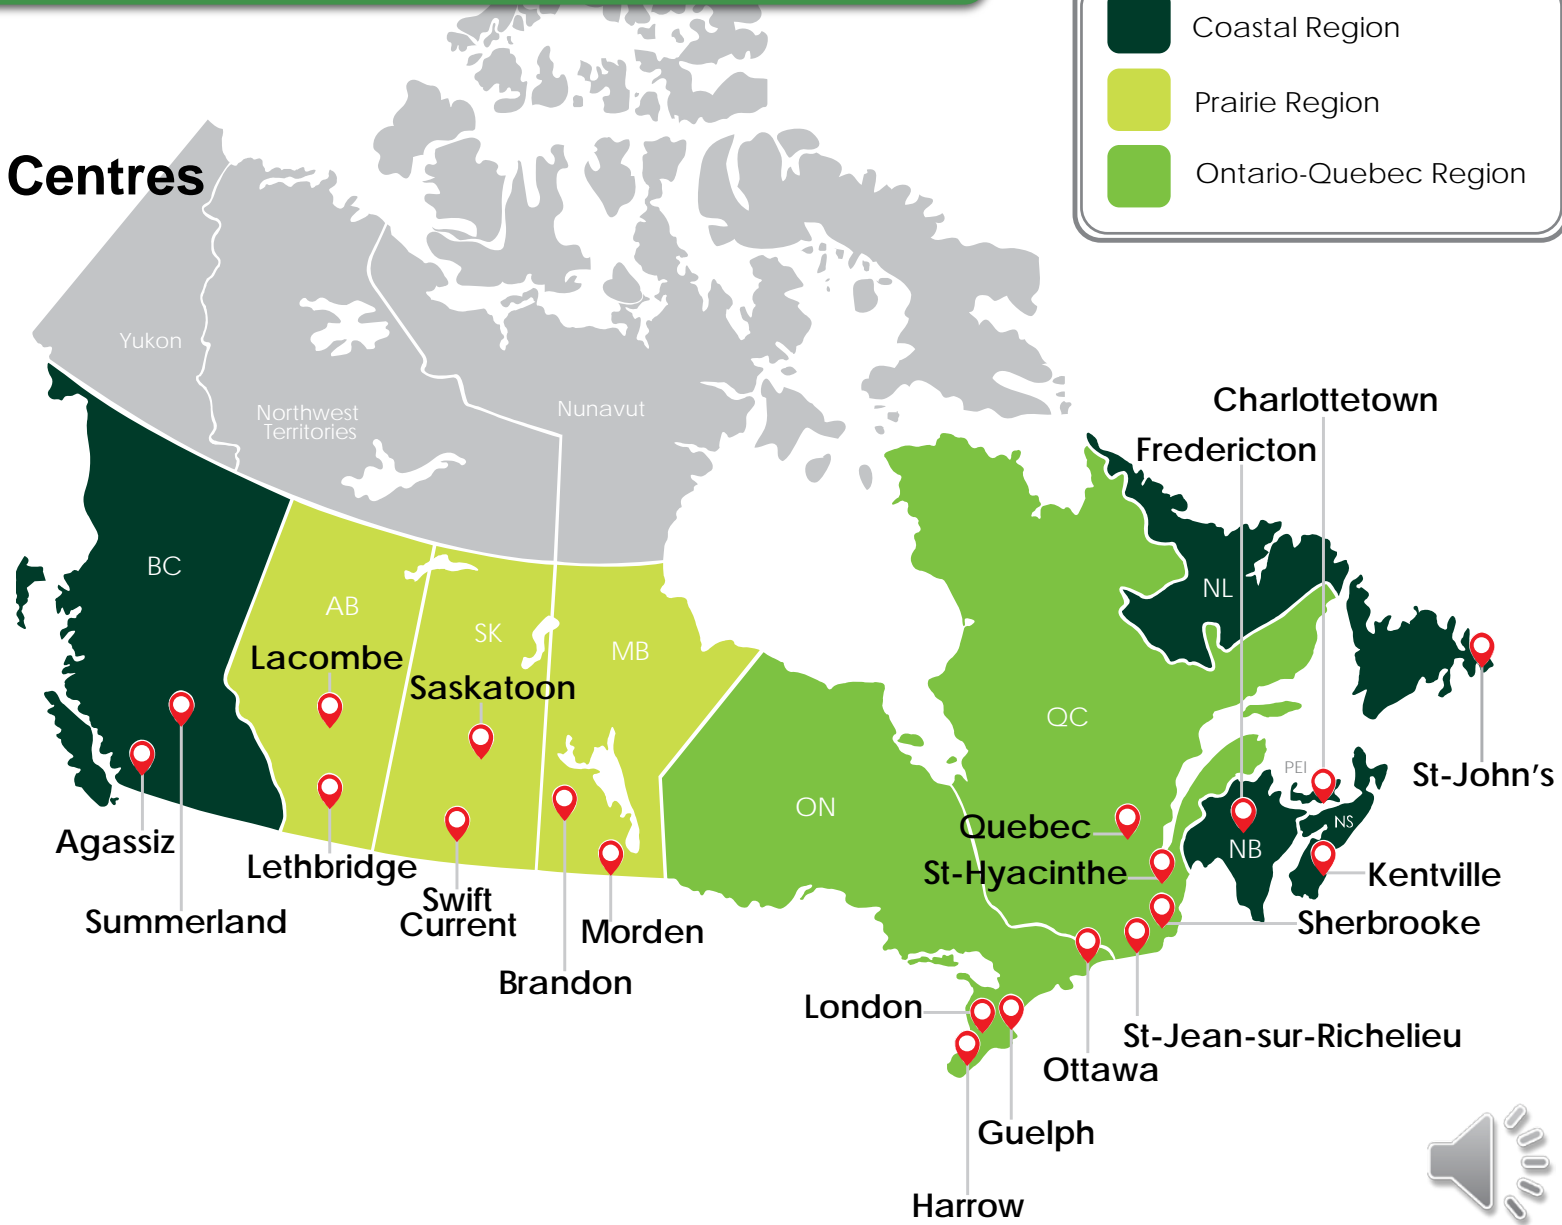 Coastal Region
Prairie Region
Ontario-Quebec Region
Centres
Yukon
Northwest
Territories
Nunavut
Charlottetown
Fredericton
BC
AB
SK
MB
NL
Lacombe
Saskatoon
QC
ON
PEI
NS
NB
St-John's
Agassiz
Lethbridge
Summerland
Swift
Current
Morden
Brandon
Quebec
St-Hyacinthe
Kentville
Sherbrooke
London
St-Jean-sur-Richelieu
Ottawa
Guelph
Harrow